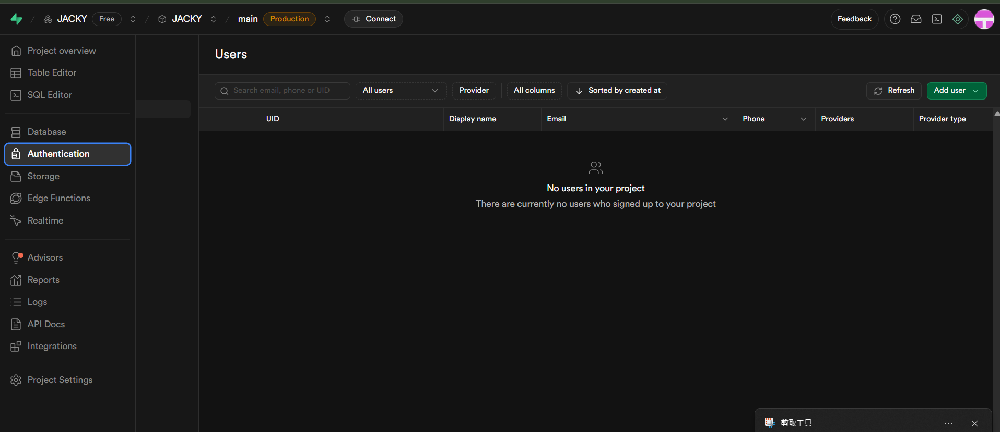 JACKY Free JACKY main Production Connect Feedback
Project overview
Table Editor
SQL Editor
Database
Authentication
Storage
Edge Functions
Realtime
Advisors
Reports
Logs
API Docs
Integrations
Project Settings
Users
Search email, phone or UID All users Provider All columns Sorted by created at Refresh Add user
UID Display name Email Phone Providers Provider type
No users in your project
There are currently no users who signed up to your project
剪取工具